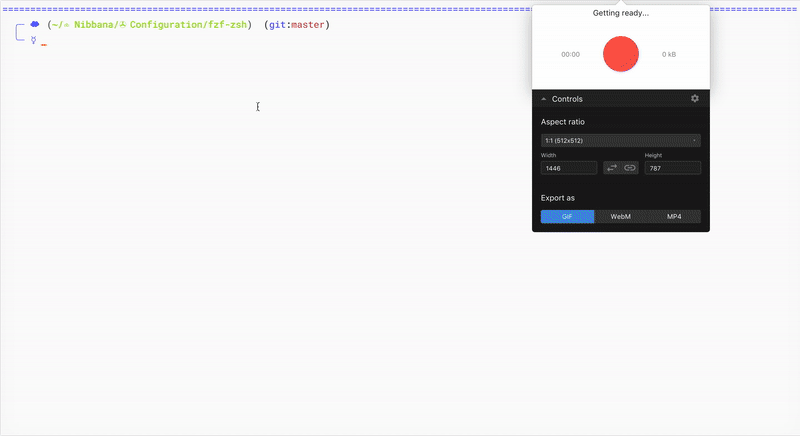 (~/ Nibbana/ Configuration/fzf-zsh) (git:master)
Getting ready...
00:00
0 kB
Controls
Aspect ratio
1:1 (512x512)
Width
Height
1446
787
Export as
GIF WebM MP4